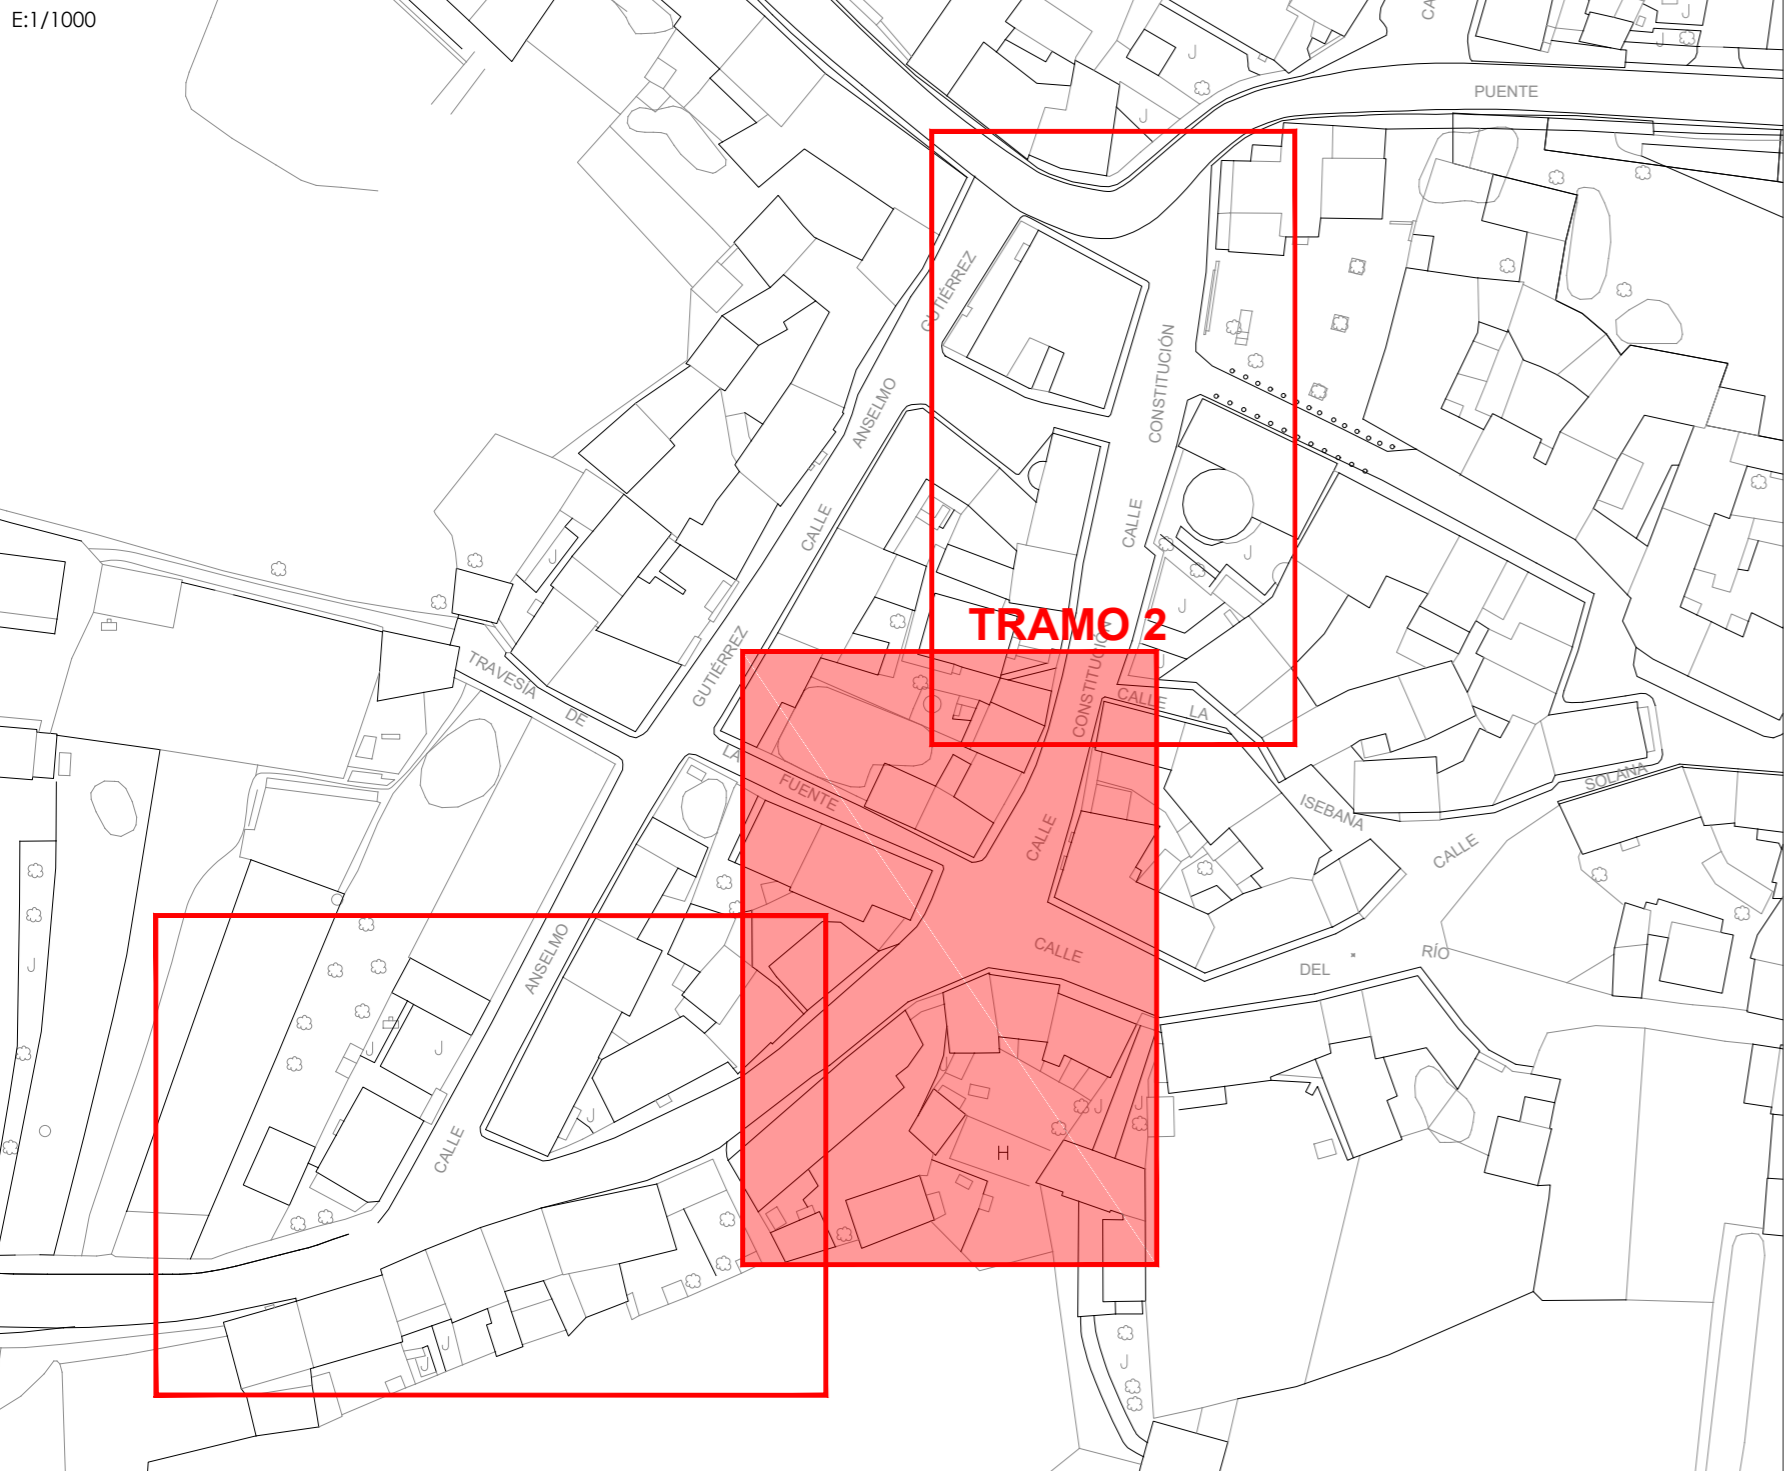 E:1/1000
CA
J
J
J
J
PUENTE
GUTIÉRREZ
CONSTITUCIÓN
ANSELMO
CALLE
CALLE
J
J
J
TRAMO 2
CONSTITUCIÓN
GUTIÉRREZ
TRAVESÍA
DE
LA
FUENTE
J
CALLE
LA
ISEBANA
SOLANA
CALLE
CALLE
CALLE
DEL
RÍO
ANSELMO
J
J
J
J
J
J
H
CALLE
J
J
J